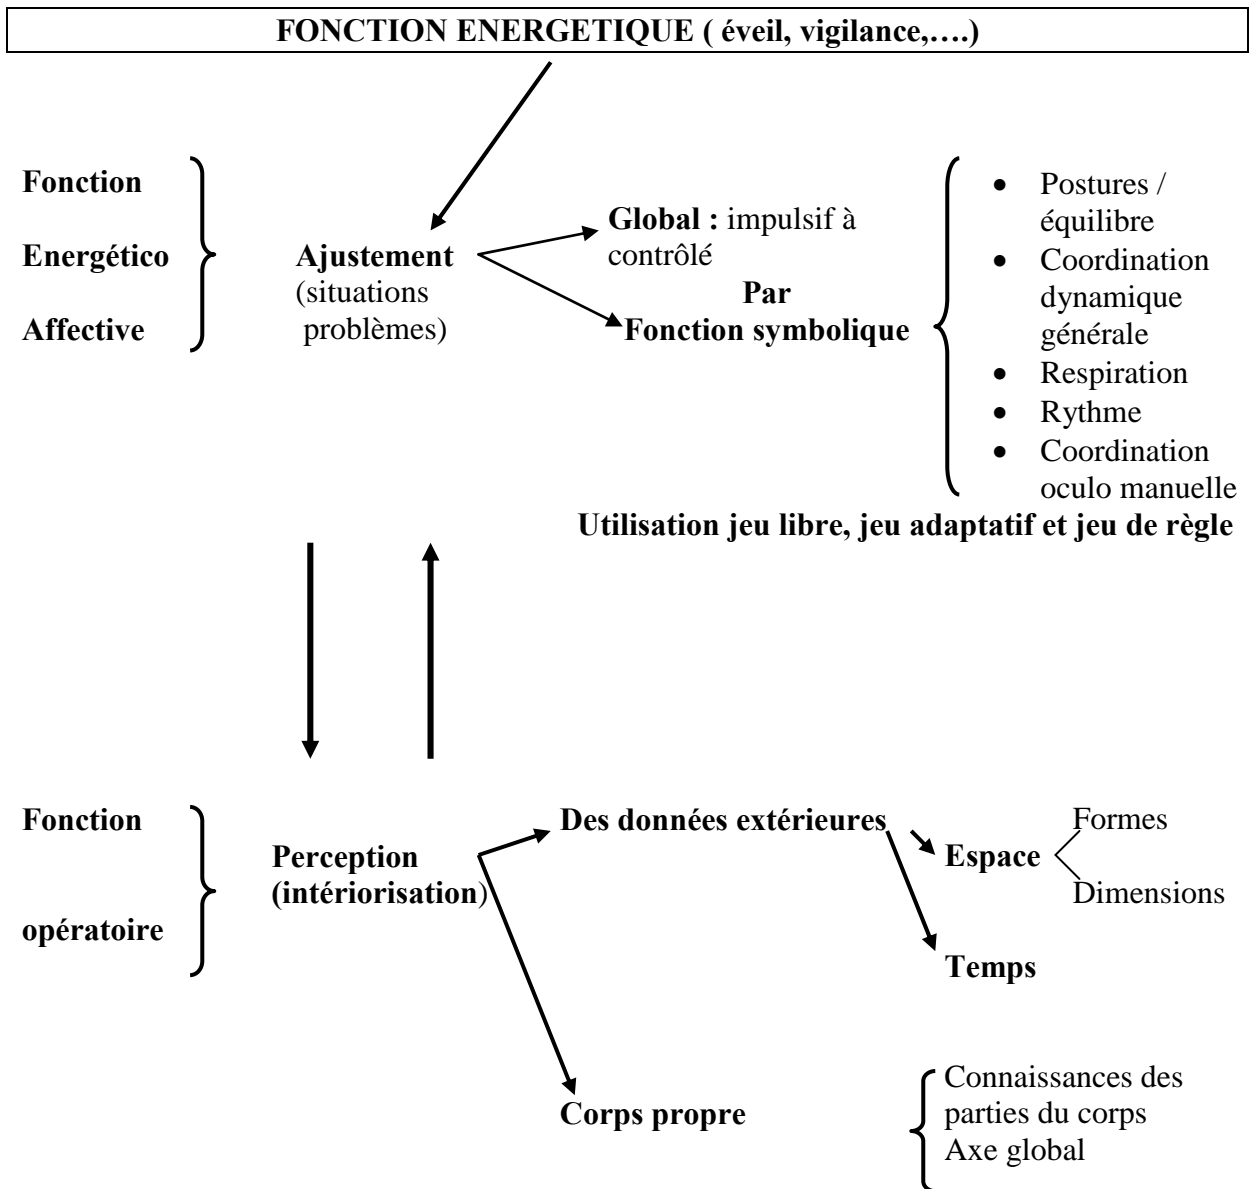 FONCTION ENERGETIQUE ( éveil, vigilance,….)
Fonction
Energético
Affective
Ajustement
(situations
problèmes)
Global : impulsif à
contrôlé
Par
Fonction symbolique
• Postures /
équilibre
• Coordination
dynamique
générale
• Respiration
• Rythme
• Coordination
oculo manuelle
Utilisation jeu libre, jeu adaptatif et jeu de règle
Fonction
opératoire
Perception
(intériorisation)
Des données extérieures
Espace
Formes
Dimensions
Temps
Corps propre
Connaissances des
parties du corps
Axe global